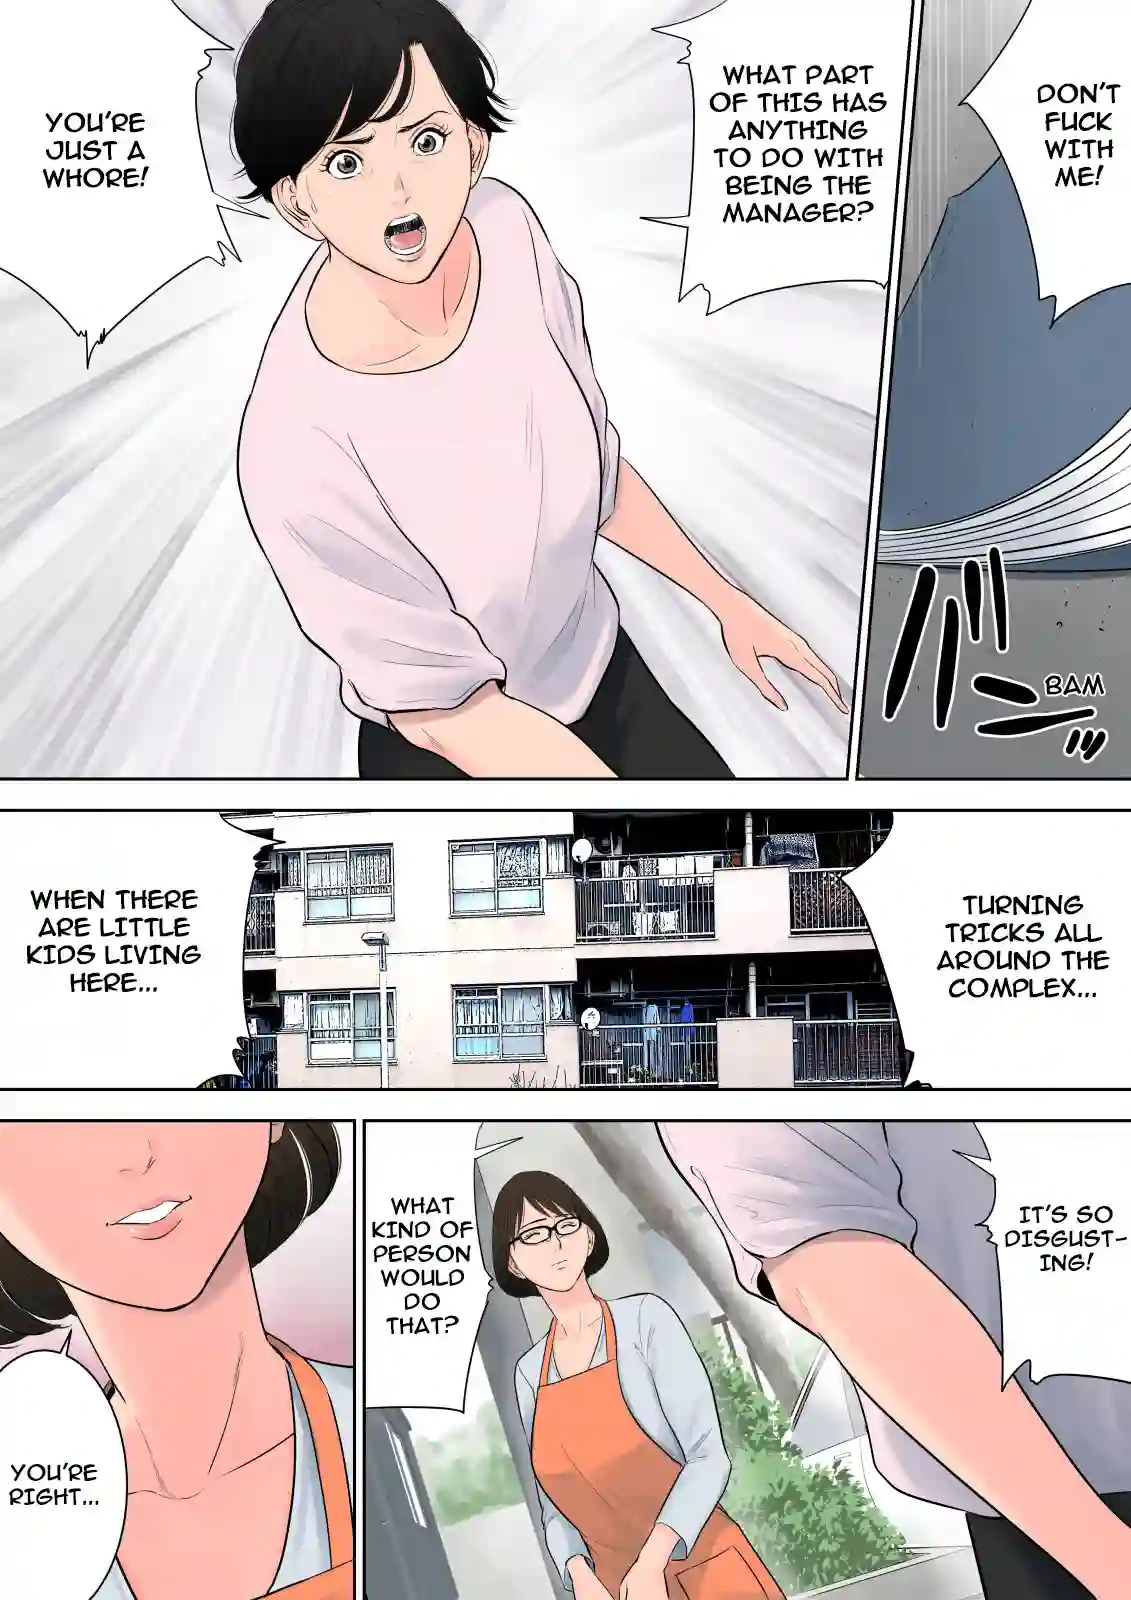 DON'T
FUCK
WITH
ME!
バンッ
BAM
WHAT PART
OF THIS HAS
ANYTHING
TO DO WITH
BEING THE
MANAGER?
YOU'RE
JUST A
WHORE!
TURNING
TRICKS ALL
AROUND THE
COMPLEX...
WHEN THERE
ARE LITTLE
KIDS LIVING
HERE...
IT'S SO
DISGUST-
ING!
WHAT
KIND OF
PERSON
WOULD
DO
THAT?
YOU'RE
RIGHT...